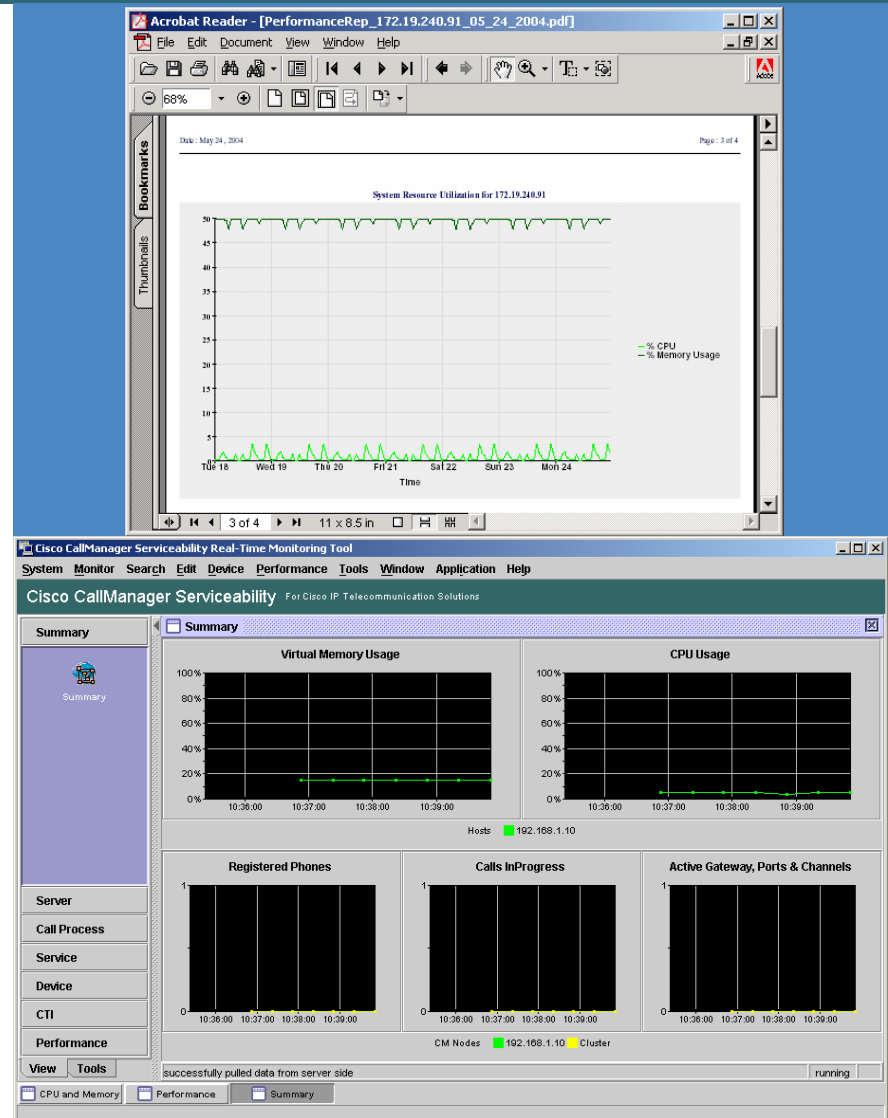 Acrobat Reader - [PerformanceRep_172.19.240.91_05_24_2004.pdf]
File Edit Document View Window Help
Adobe
68%
Bookmarks
Thumbnails
Date : May 24 , 2004 Page : 3 of 4
System Resource Utilization for 172.19.240.91
50
45
40
35
30
25
20
15
10
5
0
Tue 18 Wed 19 Thu 20 Fri 21 Sat 22 Sun 23 Mon 24
Time
% CPU
% Memory Usage
3 of 4 11 x 8.5 in
Cisco CallManager Serviceability Real-Time Monitoring Tool
System Monitor Search Edit Device Performance Tools Window Application Help
Cisco CallManager Serviceability For Cisco IP Telecommunication Solutions
Summary
Summary
Summary
Virtual Memory Usage
100%
80%
60%
40%
20%
0%
10:36:00 10:37:00 10:38:00 10:39:00
CPU Usage
100%
80%
60%
40%
20%
0%
10:36:00 10:37:00 10:38:00 10:39:00
Hosts 192.168.1.10
Registered Phones
1
0
10:36:00 10:37:00 10:38:00 10:39:00
Calls InProgress
1
0
10:36:00 10:37:00 10:38:00 10:39:00
Active Gateway, Ports & Channels
1
0
10:36:00 10:37:00 10:38:00 10:39:00
CM Nodes 192.168.1.10 Cluster
Server
Call Process
Service
Device
CTI
Performance
View Tools
successfully pulled data from server side running
CPU and Memory Performance Summary